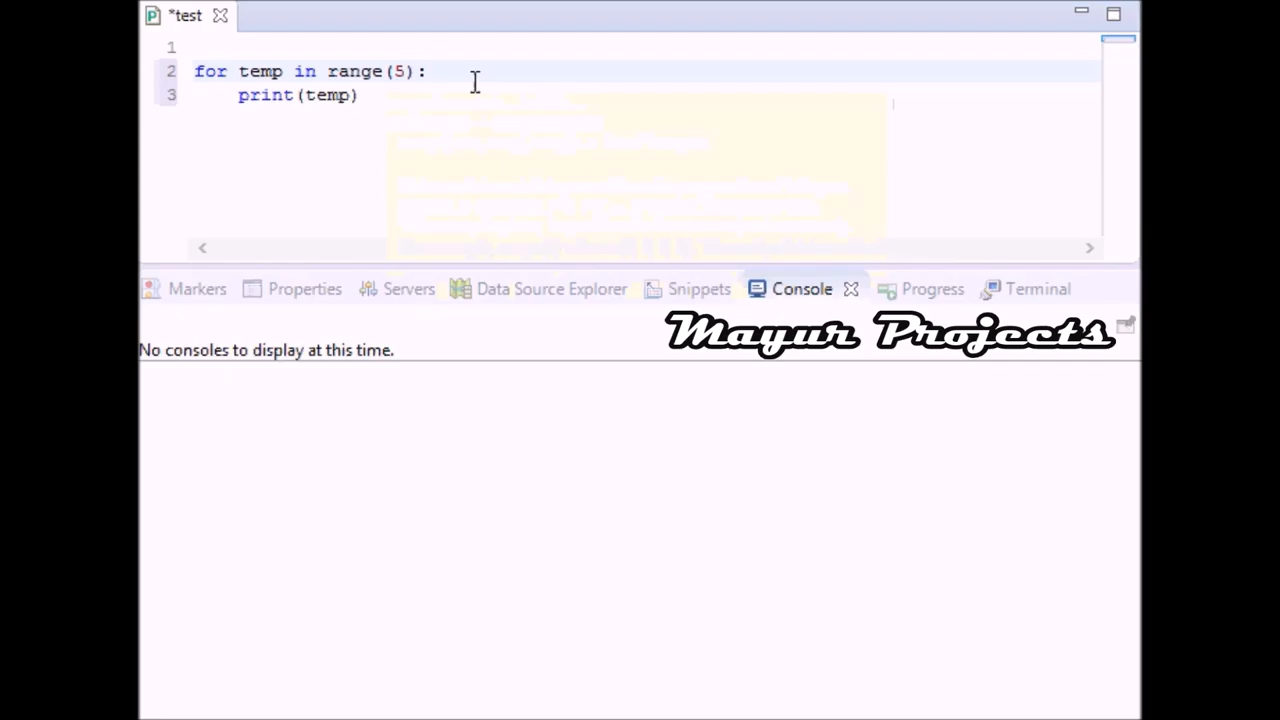 *test
1
2 for temp in range(5):
3     print(temp)
Markers Properties Servers Data Source Explorer Snippets Console Progress Terminal
Mayur Projects
No consoles to display at this time.